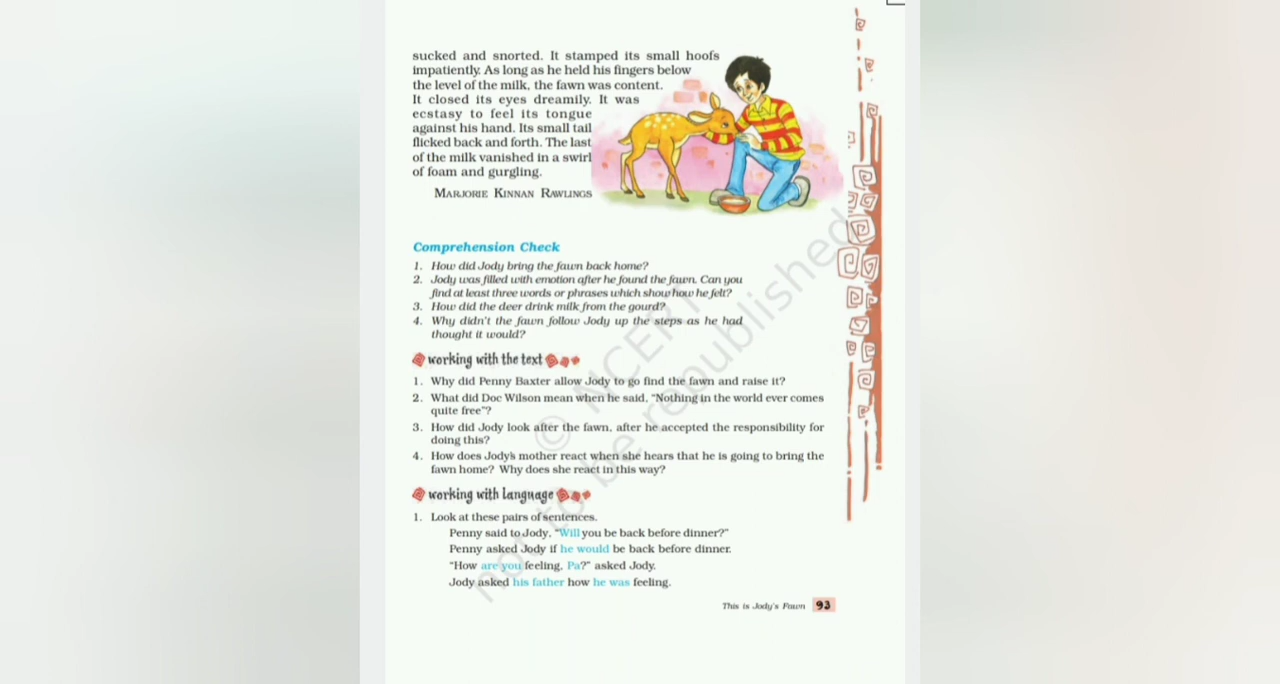 sucked and snorted. It stamped its small hoofs
impatiently. As long as he held his fingers below
the level of the milk, the fawn was content.
It closed its eyes dreamily. It was
ecstasy to feel its tongue
against his hand. Its small tail
flicked back and forth. The last
of the milk vanished in a swirl
of foam and gurgling.
MARJORIE KINNAN RAWLINGS
Comprehension Check
1. How did Jody bring the fawn back home?
2. Jody was filled with emotion after he found the fawn. Can you
find at least three words or phrases which show how he felt?
3. How did the deer drink milk from the gourd?
4. Why didn't the fawn follow Jody up the steps as he had
thought it would?
working with the text
1. Why did Penny Baxter allow Jody to go find the fawn and raise it?
2. What did Doc Wilson mean when he said, "Nothing in the world ever comes
quite free"?
3. How did Jody look after the fawn, after he accepted the responsibility for
doing this?
4. How does Jody's mother react when she hears that he is going to bring the
fawn home? Why does she react in this way?
working with language
1. Look at these pairs of sentences.
Penny said to Jody, "Will you be back before dinner?"
Penny asked Jody if he would be back before dinner.
"How are you feeling, Pa?" asked Jody.
Jody asked his father how he was feeling.
This is Jody's Fawn 93
© NCERT
not to be republished